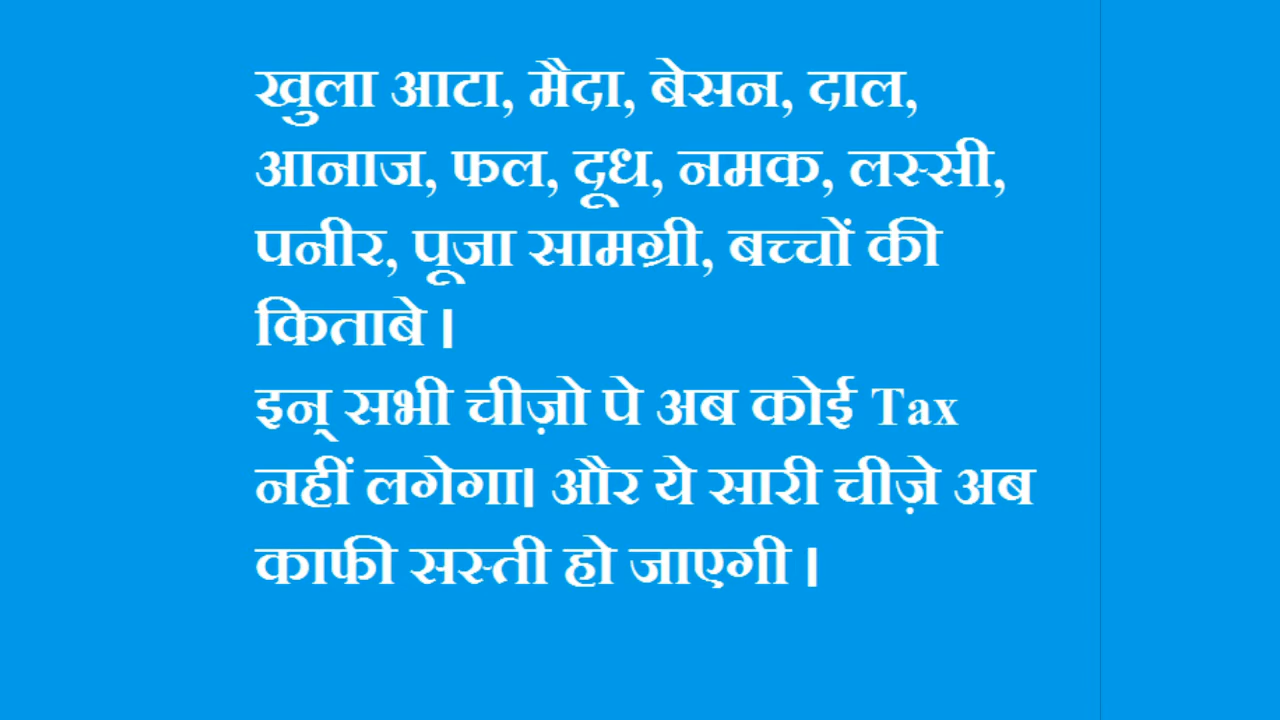 खुला आटा, मैदा, बेसन, दाल,
आनाज, फल, दूध, नमक, लस्सी,
पनीर, पूजा सामग्री, बच्चों की
किताबे ।
इन् सभी चीज़ो पे अब कोई Tax
नहीं लगेगा। और ये सारी चीज़े अब
काफी सस्ती हो जाएगी ।